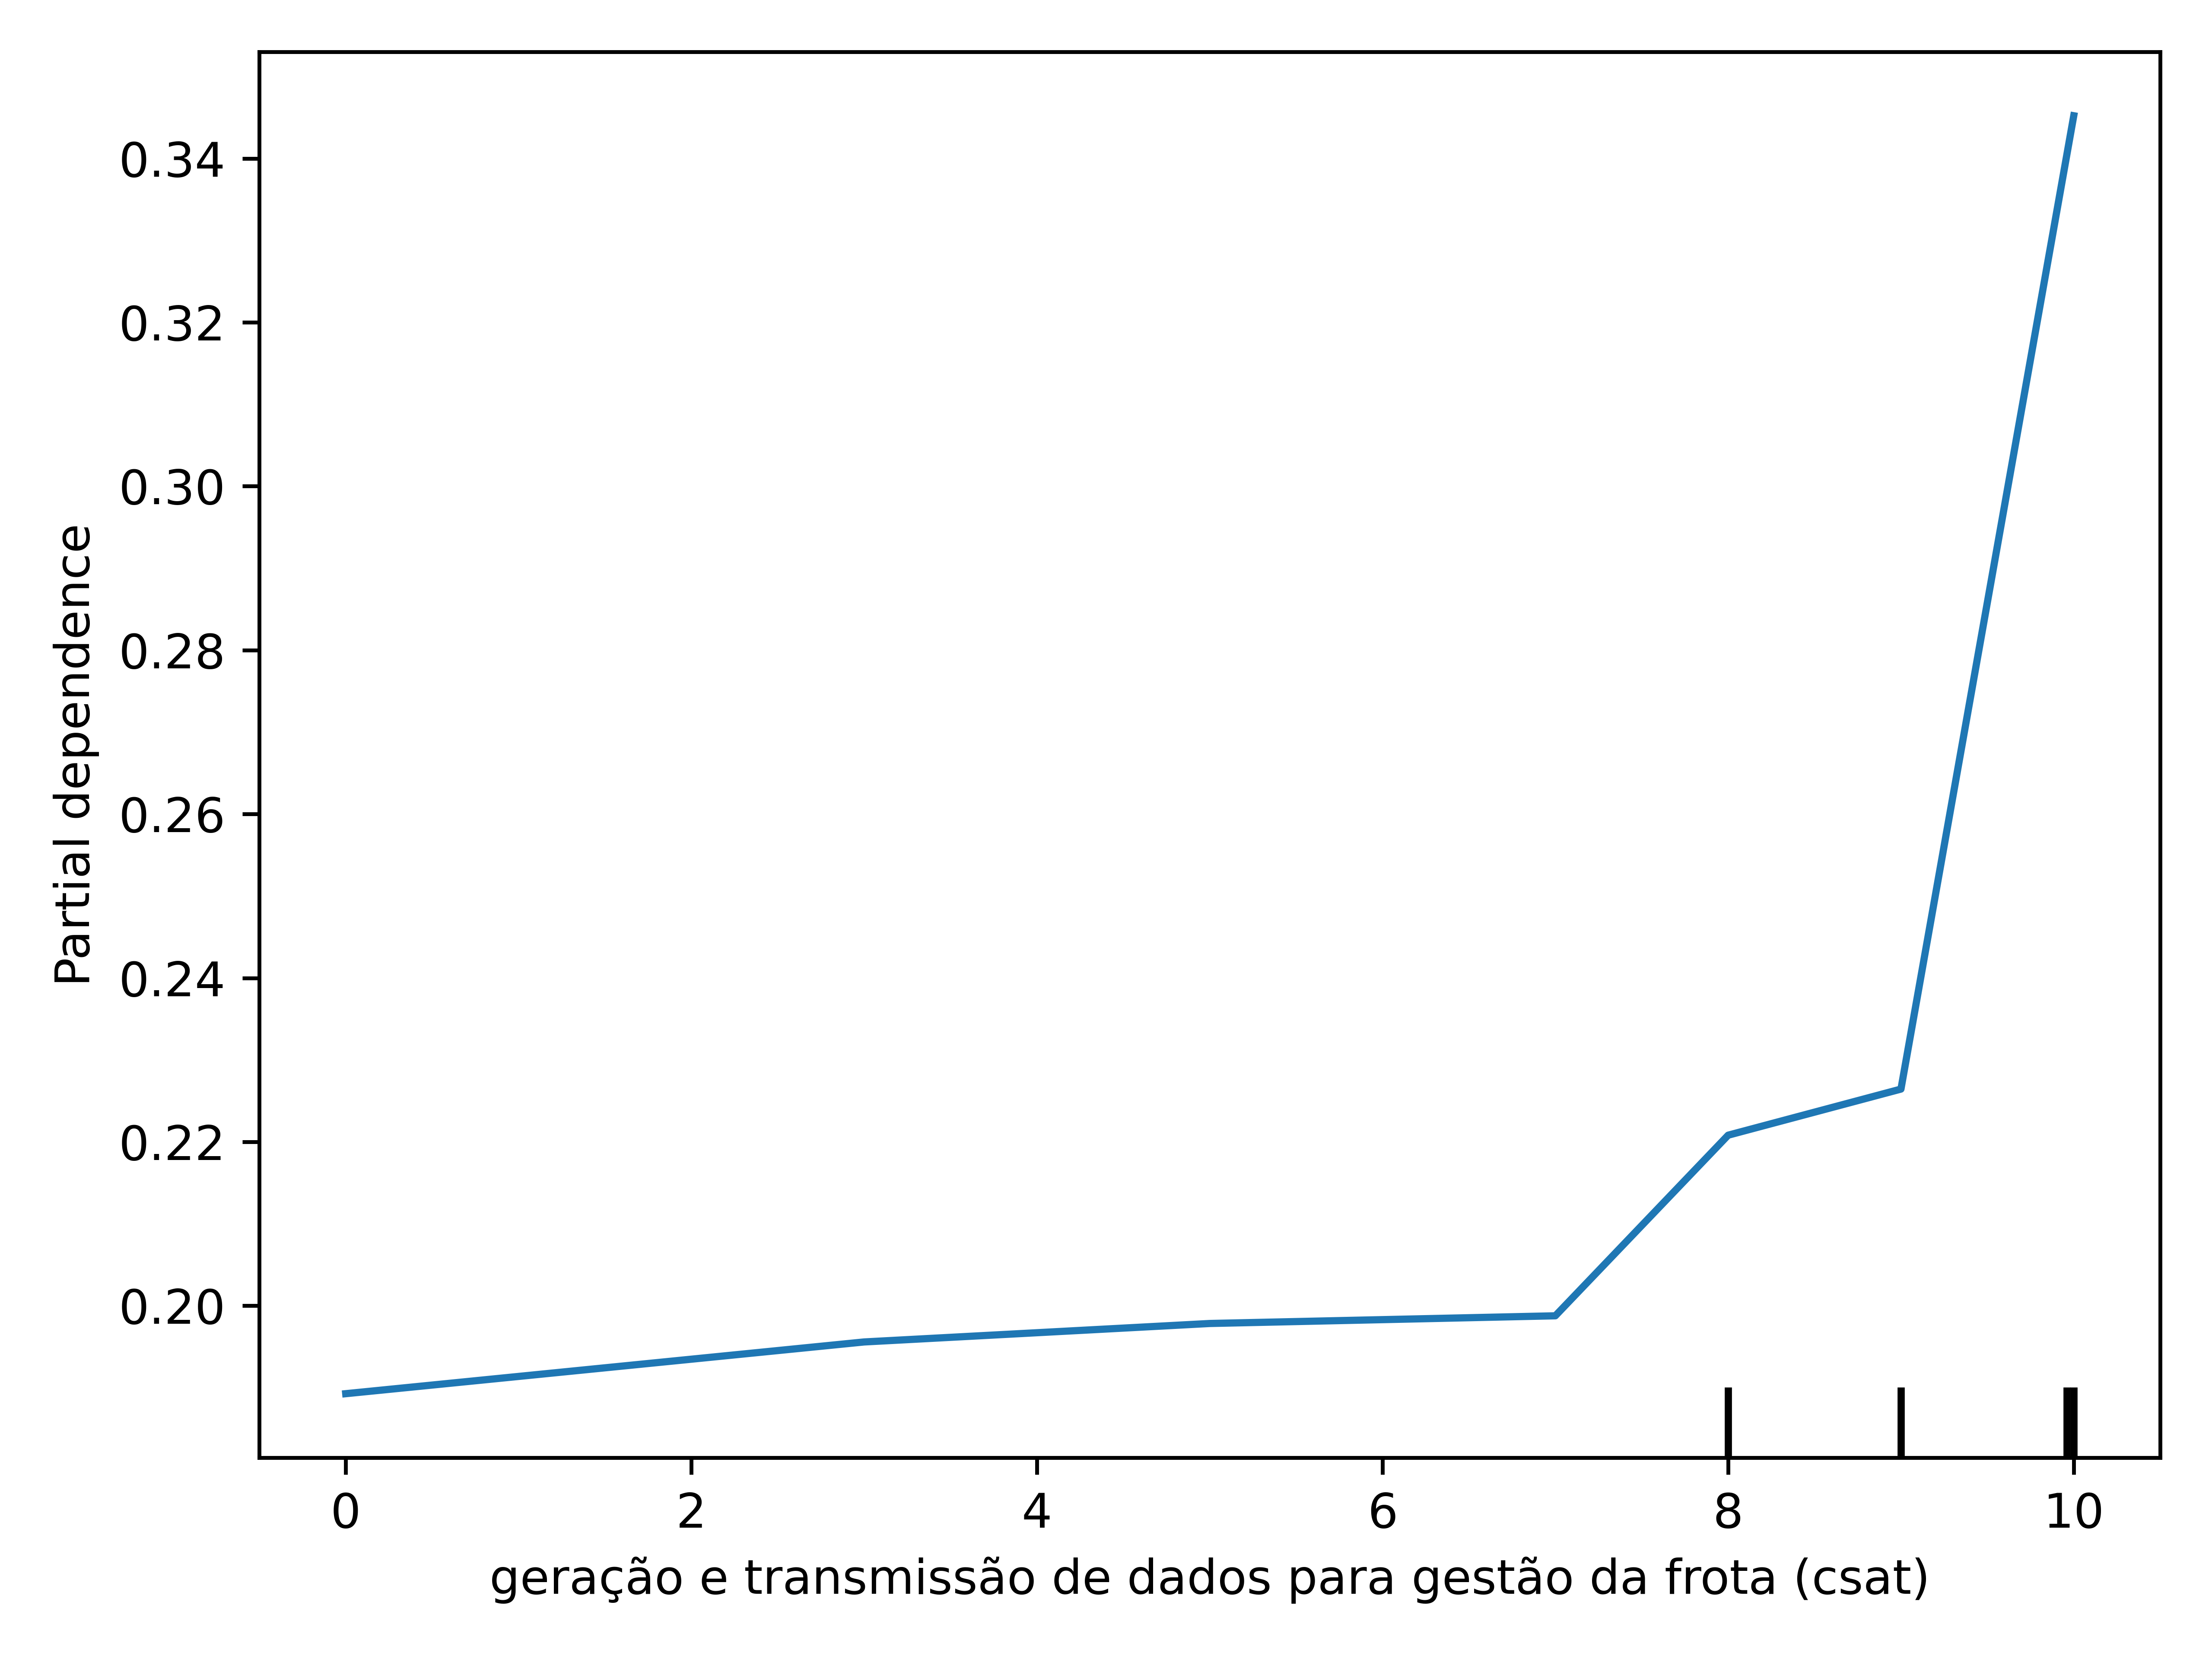 0.34
0.32
0.30
0.28
0.26
0.24
0.22
0.20
Partial dependence
0 2 4 6 8 10
geração e transmissão de dados para gestão da frota (csat)